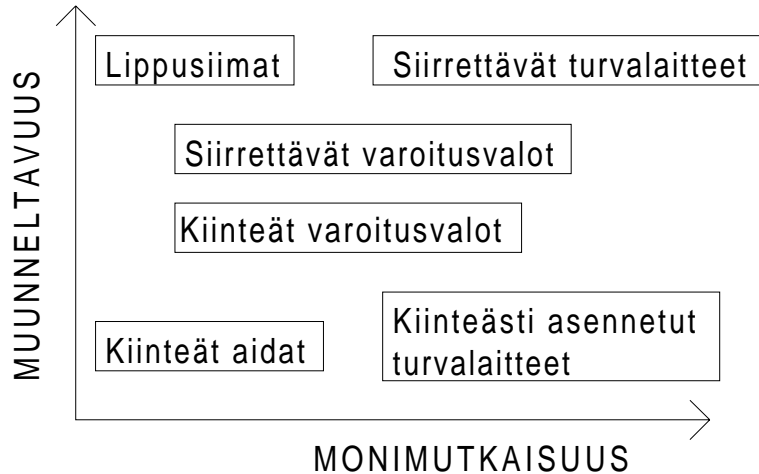 MUUNNELTAVUUS
Lippusiimat
Siirrettävät turvalaitteet
Siirrettävät varoitusvalot
Kiinteät varoitusvalot
Kiinteät aidat
Kiinteästi asennetut
turvalaitteet
MONIMUTKAISUUS